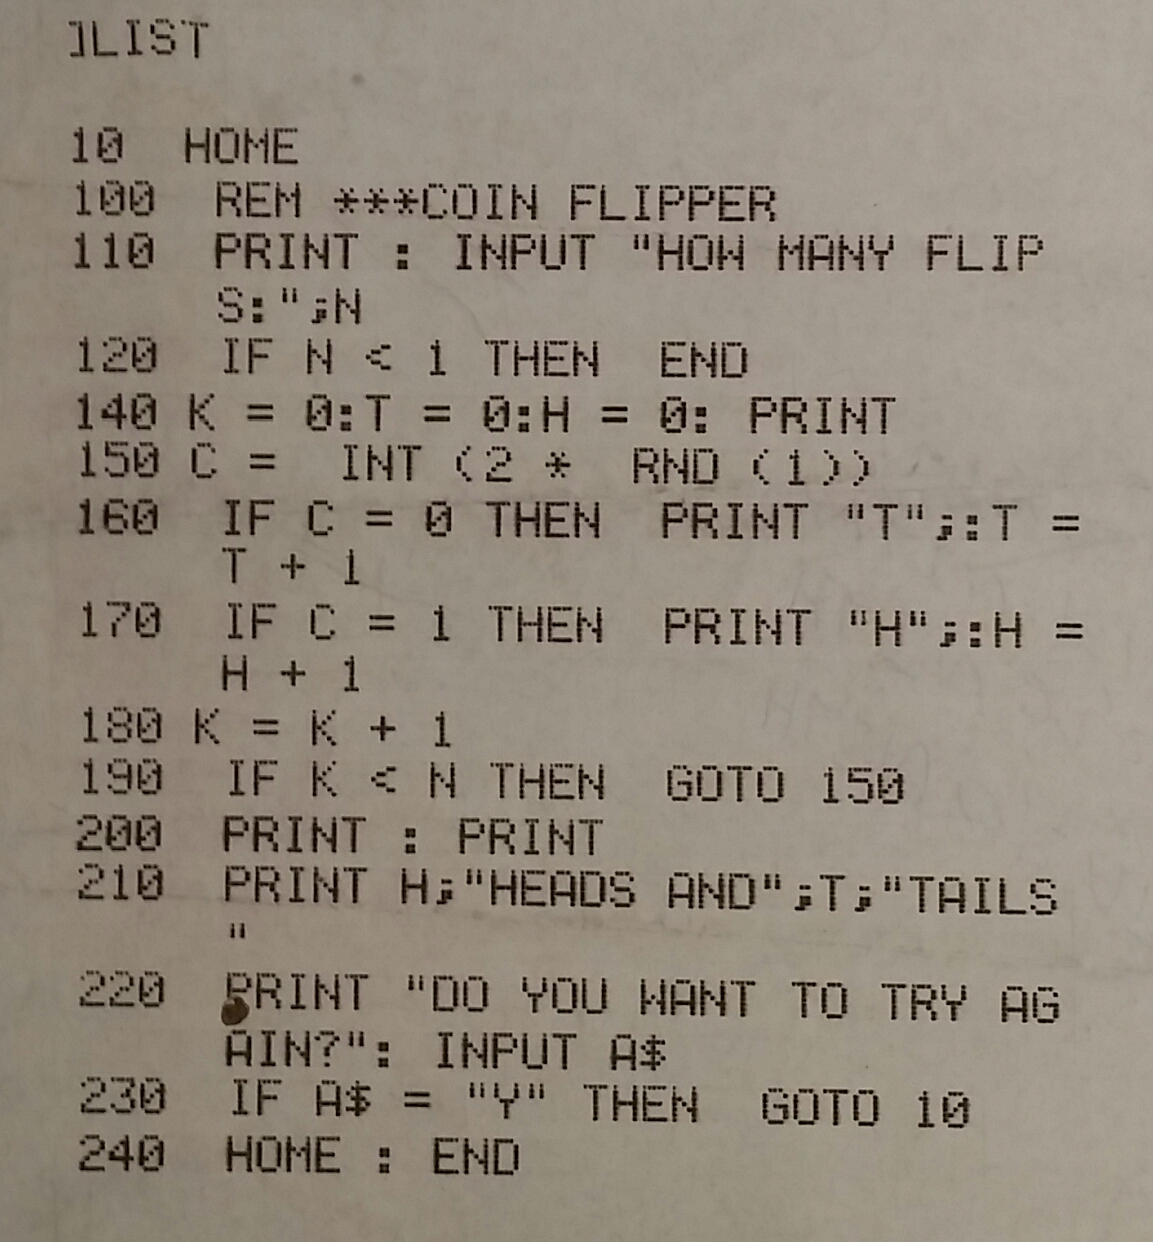 ]LIST
10  HOME
100  REM ***COIN FLIPPER
110  PRINT : INPUT "HOW MANY FLIP
S:";N
120  IF N < 1 THEN  END
140 K = 0:T = 0:H = 0: PRINT
150 C =  INT (2 *  RND (1))
160  IF C = 0 THEN  PRINT "T";:T =
T + 1
170  IF C = 1 THEN  PRINT "H";:H =
H + 1
180 K = K + 1
190  IF K < N THEN  GOTO 150
200  PRINT : PRINT
210  PRINT H;"HEADS AND";T;"TAILS
"
220  PRINT "DO YOU WANT TO TRY AG
AIN?": INPUT A$
230  IF A$ = "Y" THEN  GOTO 10
240  HOME : END